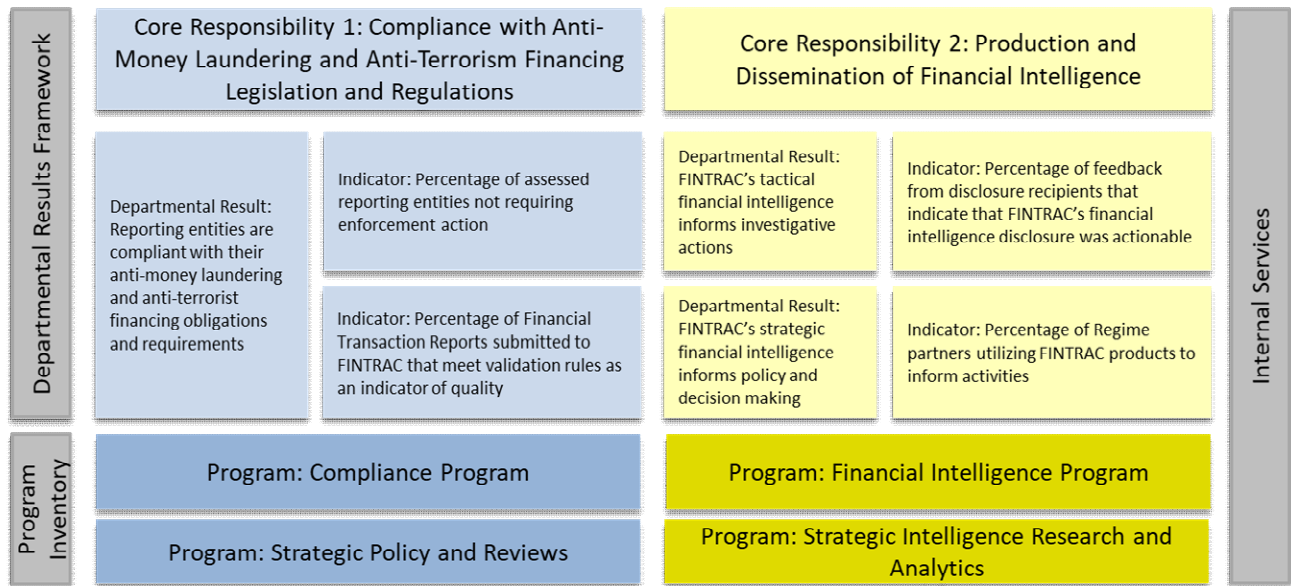 Departmental Results Framework
Core Responsibility 1: Compliance with Anti-
Money Laundering and Anti-Terrorism Financing
Legislation and Regulations
Core Responsibility 2: Production and
Dissemination of Financial Intelligence
Departmental Result:
Reporting entities are
compliant with their
anti-money laundering
and anti-terrorist
financing obligations
and requirements
Indicator: Percentage of assessed
reporting entities not requiring
enforcement action
Indicator: Percentage of Financial
Transaction Reports submitted to
FINTRAC that meet validation rules as
an indicator of quality
Departmental Result:
FINTRAC’s tactical
financial intelligence
informs investigative
actions
Indicator: Percentage of feedback
from disclosure recipients that
indicate that FINTRAC’s financial
intelligence disclosure was actionable
Departmental Result:
FINTRAC’s strategic
financial intelligence
informs policy and
decision making
Indicator: Percentage of Regime
partners utilizing FINTRAC products to
inform activities
Internal Services
Program
Inventory
Program: Compliance Program
Program: Financial Intelligence Program
Program: Strategic Policy and Reviews
Program: Strategic Intelligence Research and
Analytics